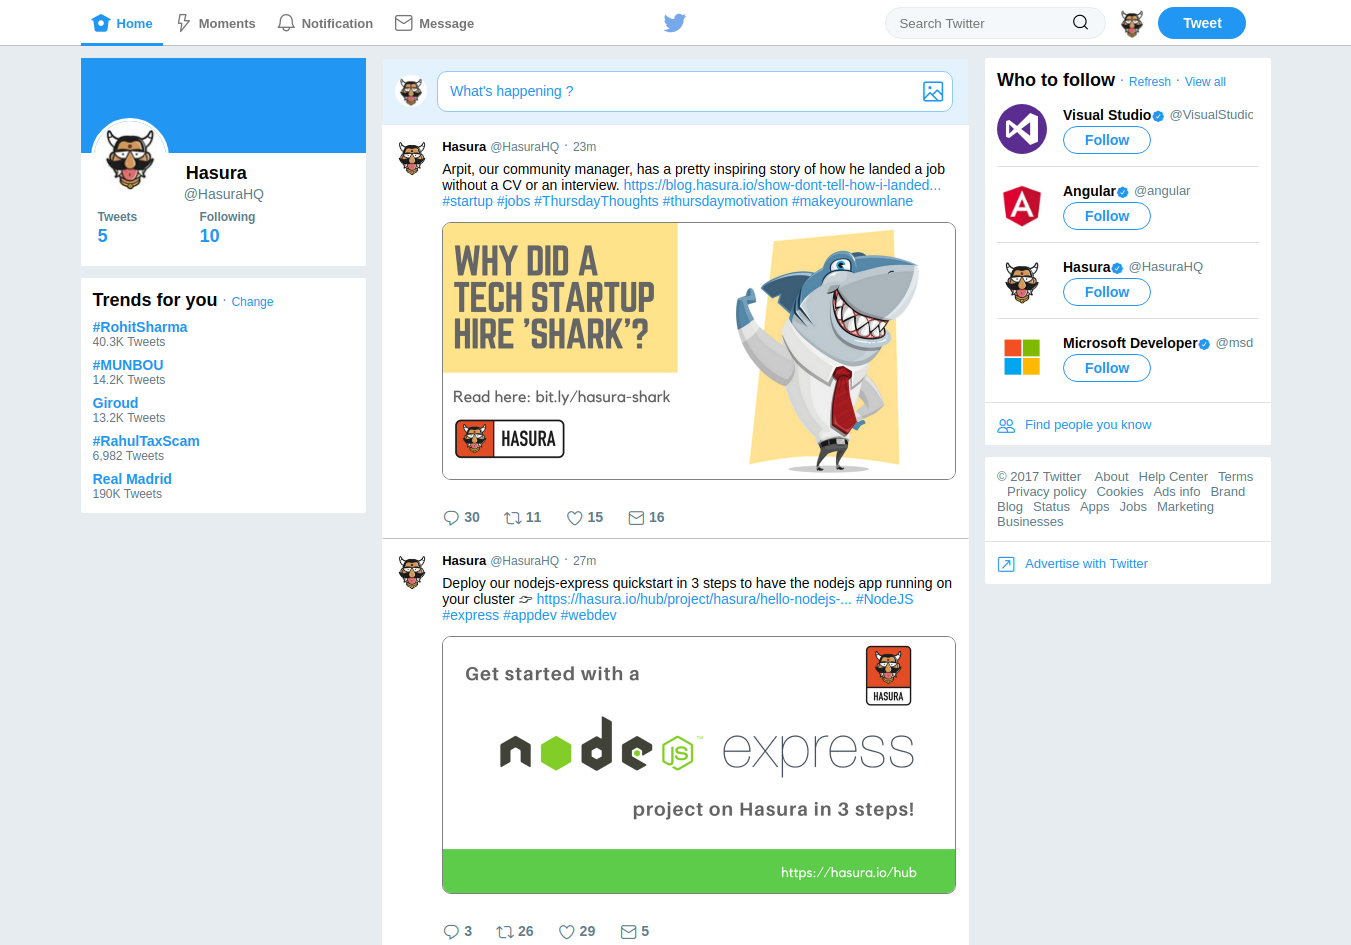 Home Moments Notification Message Search Twitter Tweet
Hasura
@HasuraHQ
Tweets Following
5 10
Trends for you · Change
#RohitSharma
40.3K Tweets
#MUNBOU
14.2K Tweets
Giroud
13.2K Tweets
#RahulTaxScam
6,982 Tweets
Real Madrid
190K Tweets
What's happening ?
Hasura @HasuraHQ · 23m
Arpit, our community manager, has a pretty inspiring story of how he landed a job
without a CV or an interview. https://blog.hasura.io/show-dont-tell-how-i-landed...
#startup #jobs #ThursdayThoughts #thursdaymotivation #makeyourownlane
WHY DID A
TECH STARTUP
HIRE 'SHARK'?
Read here: bit.ly/hasura-shark
HASURA
30 11 15 16
Hasura @HasuraHQ · 27m
Deploy our nodejs-express quickstart in 3 steps to have the nodejs app running on
your cluster 👉 https://hasura.io/hub/project/hasura/hello-nodejs-... #NodeJS
#express #appdev #webdev
Get started with a
HASURA
node JS ™ express
project on Hasura in 3 steps!
https://hasura.io/hub
3 26 29 5
Who to follow · Refresh · View all
Visual Studio @VisualStudio
Follow
Angular @angular
Follow
Hasura @HasuraHQ
Follow
Microsoft Developer @msd
Follow
Find people you know
© 2017 Twitter About Help Center Terms
Privacy policy Cookies Ads info Brand
Blog Status Apps Jobs Marketing
Businesses
Advertise with Twitter